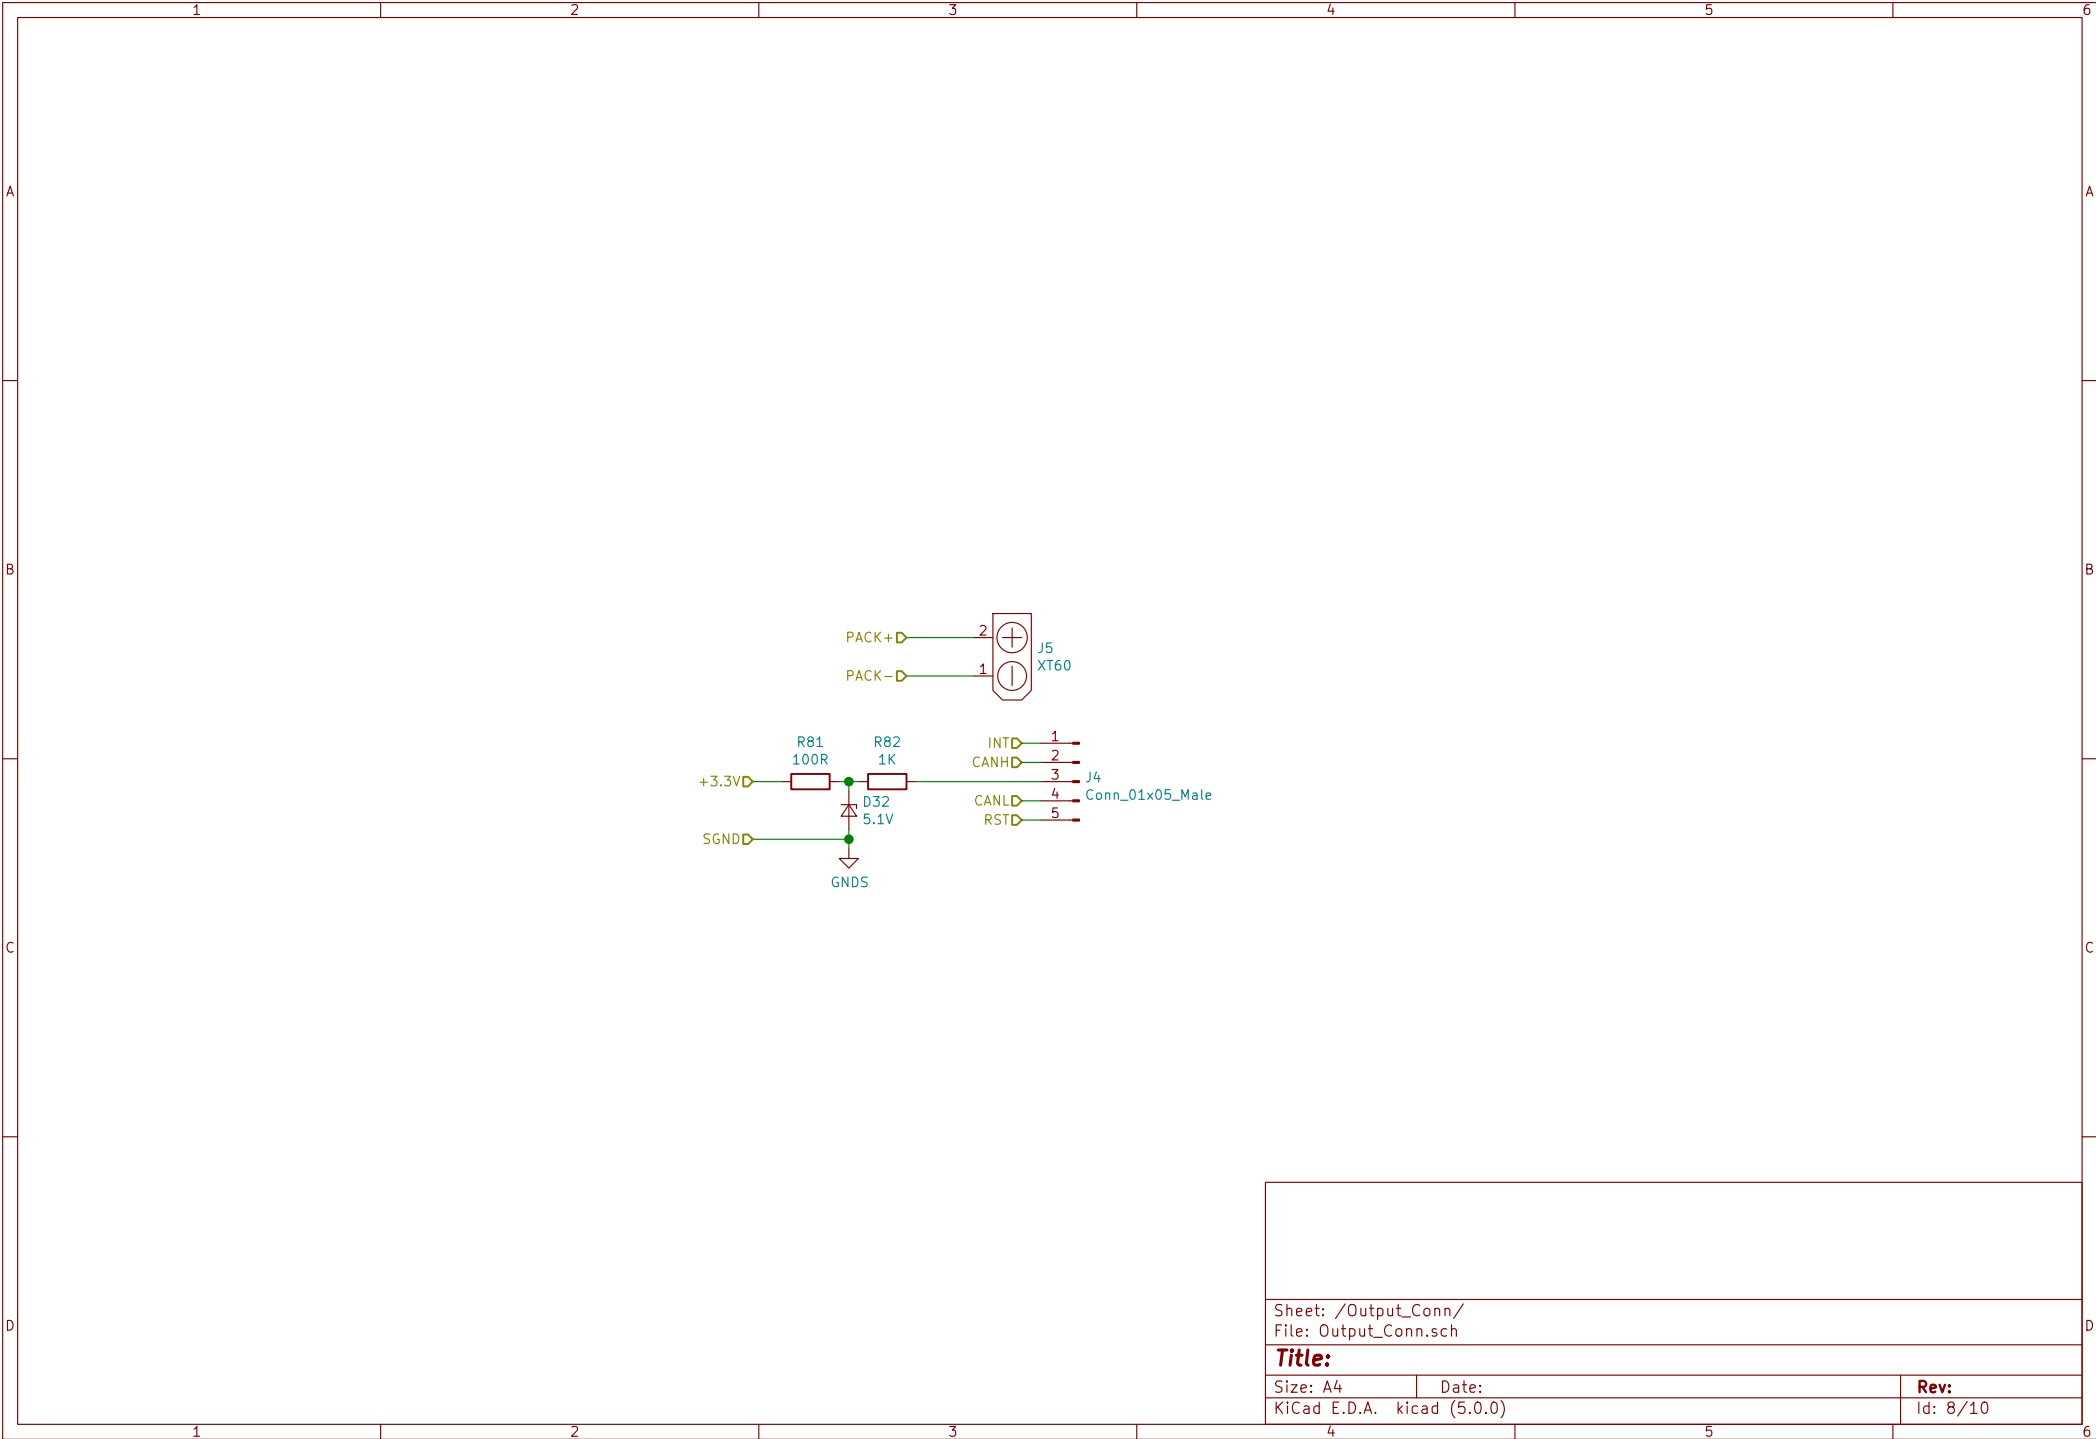 1 2 3 4 5 6
A A
B B
C C
D D
PACK+ 2
J5
XT60
PACK- 1
R81 R82
100R 1K
INT 1
CANH 2
+3.3V 3
J4
Conn_01x05_Male
D32
5.1V
CANL 4
RST 5
SGND
GNDS
Sheet: /Output_Conn/
File: Output_Conn.sch
Title:
Size: A4 Date: Rev:
KiCad E.D.A. kicad (5.0.0) Id: 8/10
1 2 3 4 5 6